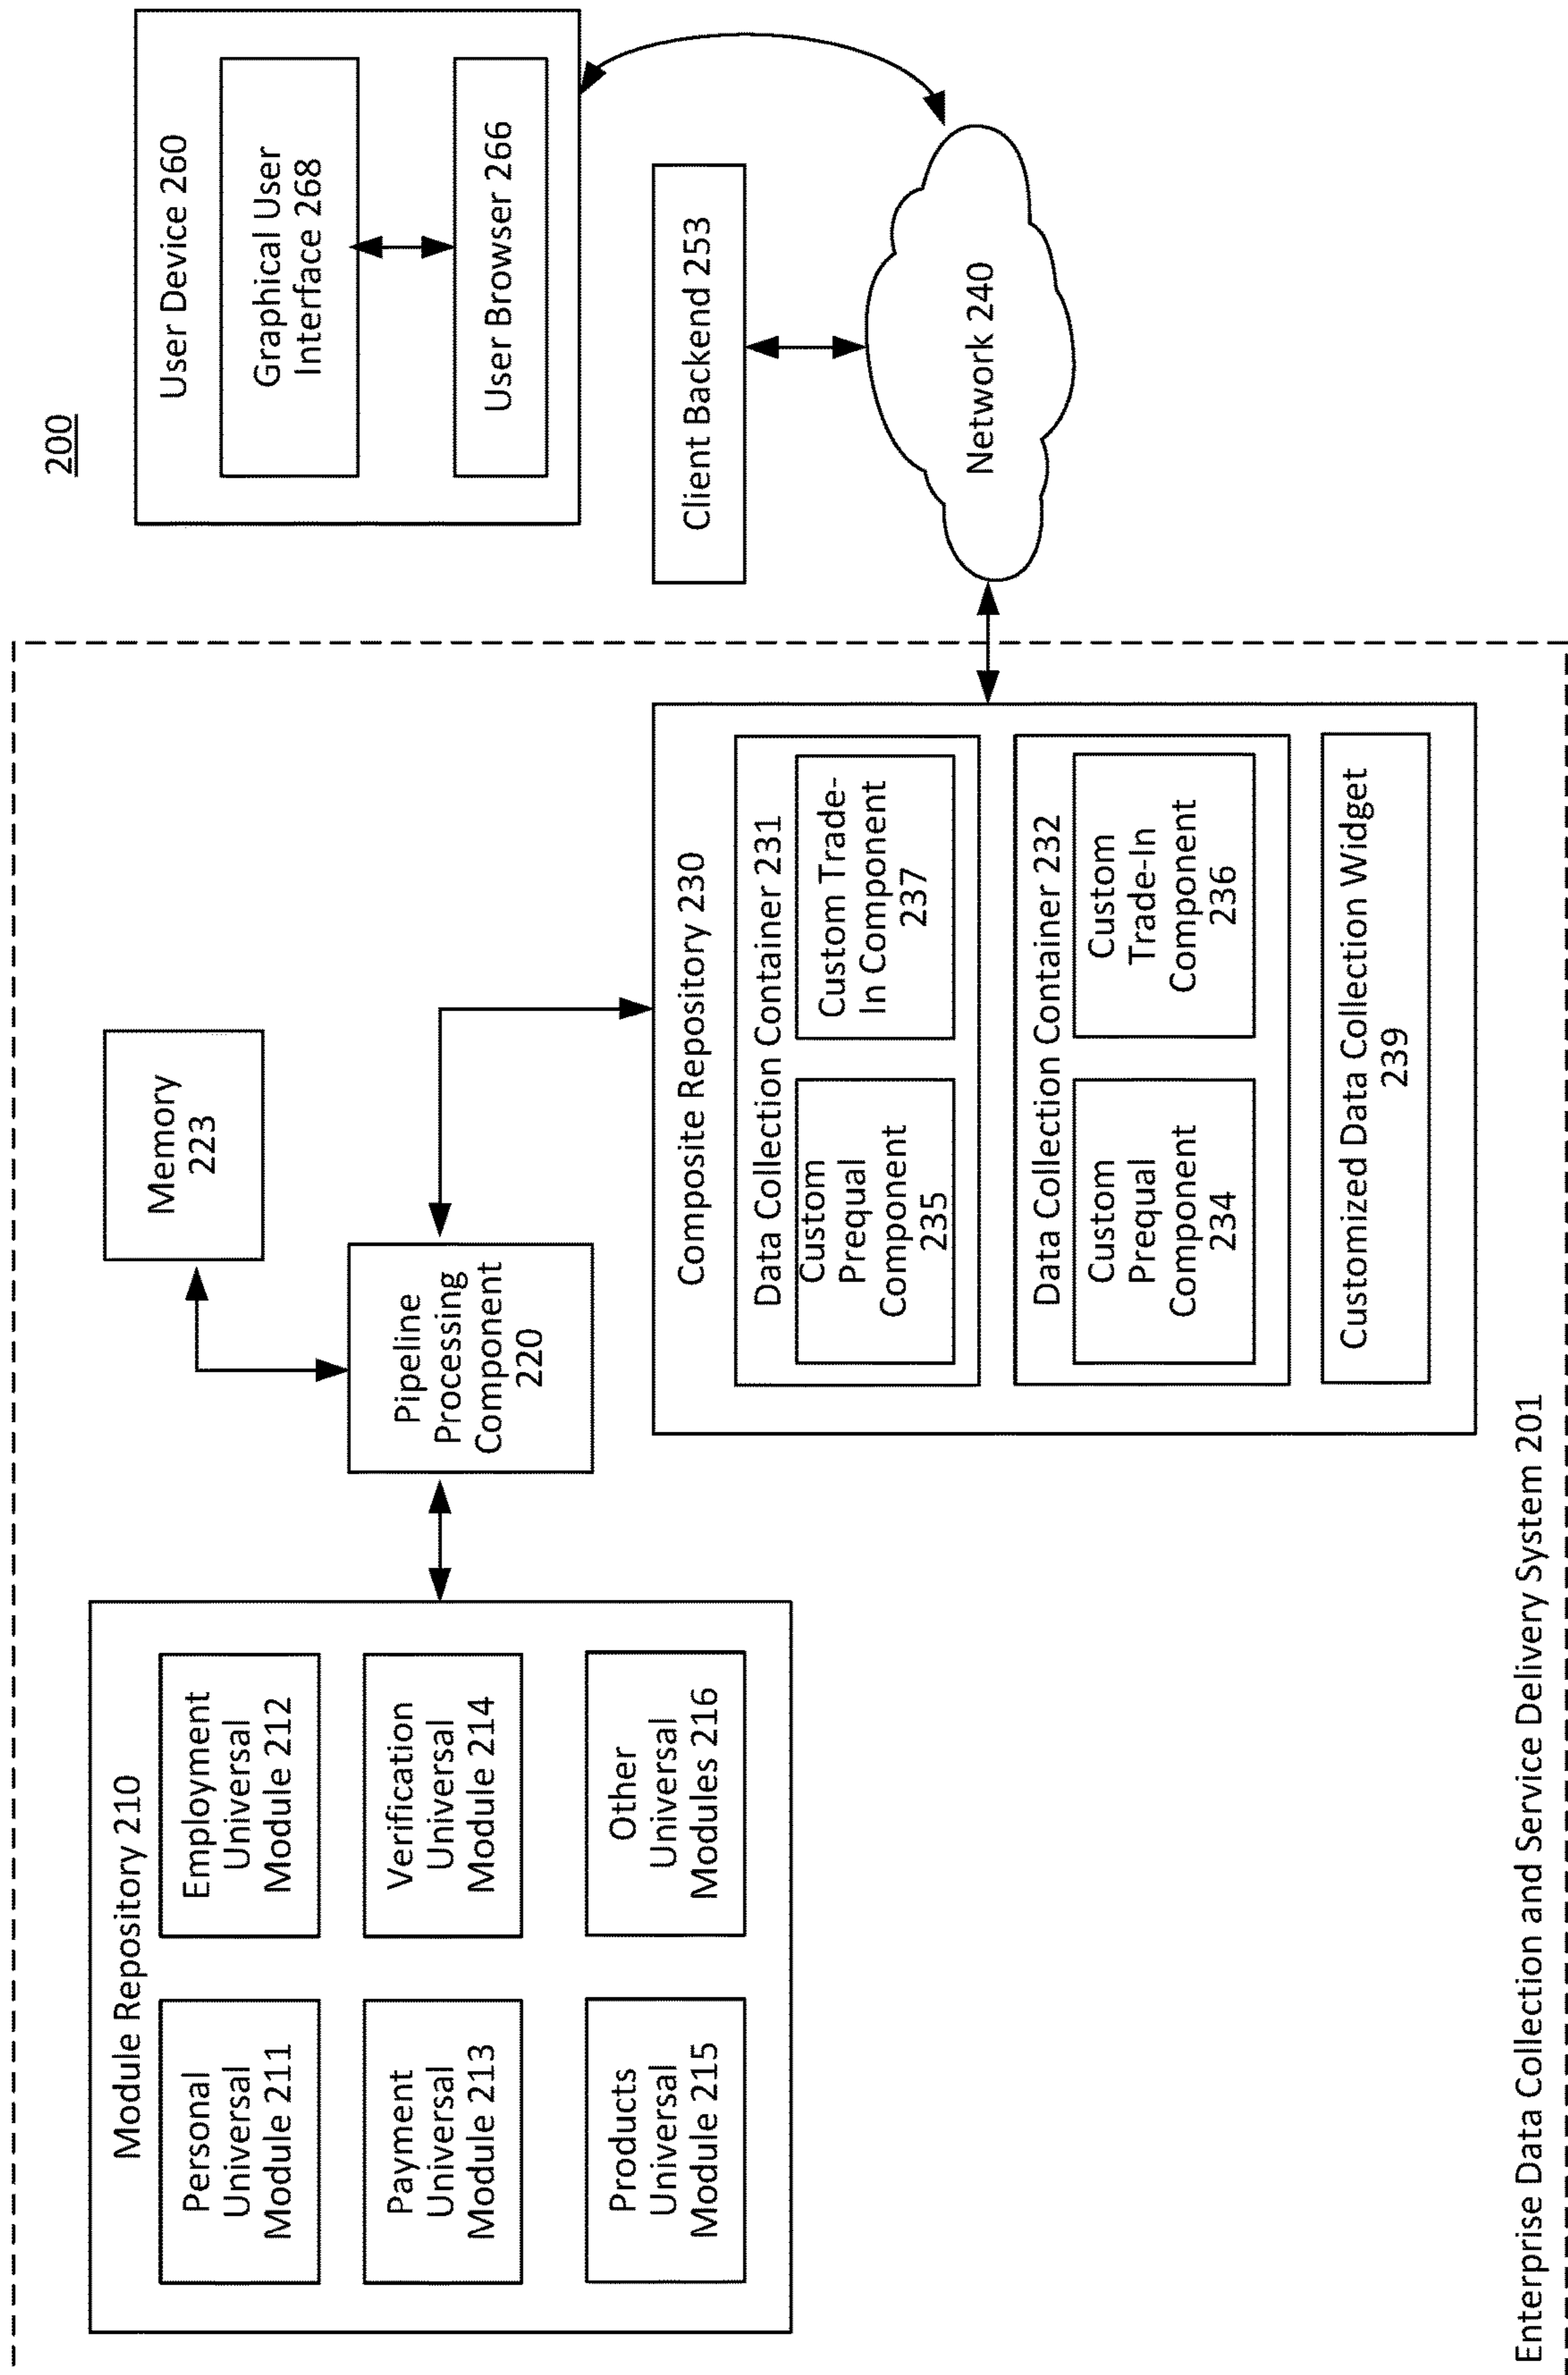 200
Module Repository 210
Personal
Universal
Module 211
Employment
Universal
Module 212
Payment
Universal
Module 213
Verification
Universal
Module 214
Products
Universal
Module 215
Other
Universal
Modules 216
Memory
223
Pipeline
Processing
Component
220
Composite Repository 230
Data Collection Container 231
Custom
Prequal
Component
235
Custom Trade-
In Component
237
Data Collection Container 232
Custom
Prequal
Component
234
Custom
Trade-In
Component
236
Customized Data Collection Widget
239
User Device 260
Graphical User
Interface 268
User Browser 266
Client Backend 253
Network 240
Enterprise Data Collection and Service Delivery System 201